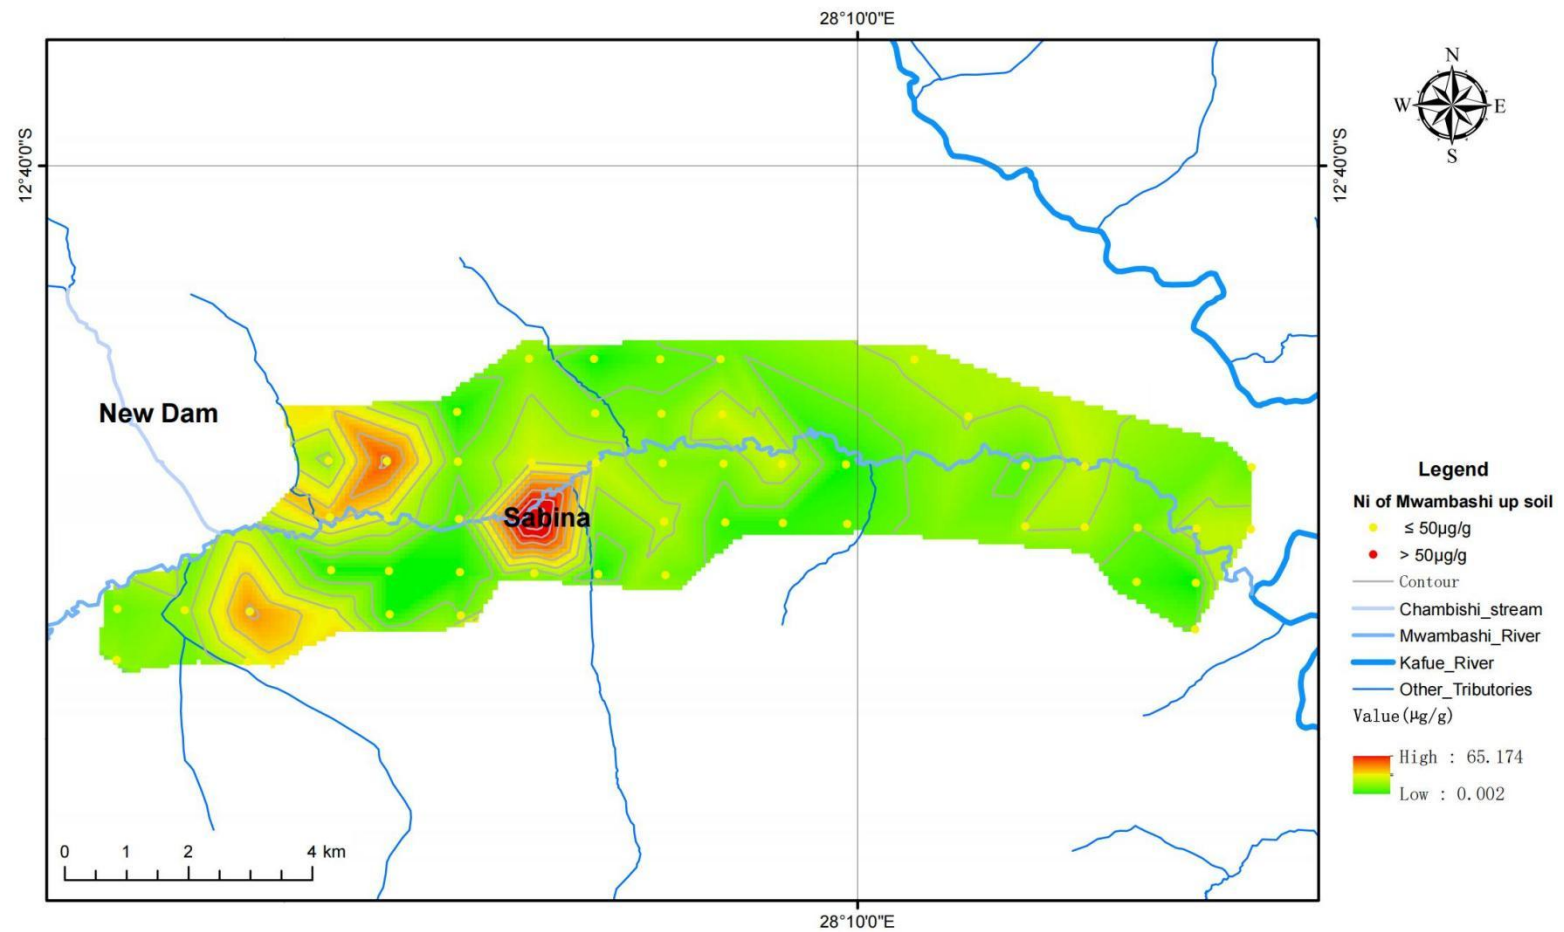 28°10'0"E
N
W E
S
12°40'0"S
12°40'0"S
New Dam
Sabina
Legend
Ni of Mwambashi up soil
≤ 50µg/g
> 50µg/g
Contour
Chambishi_stream
Mwambashi_River
Kafue_River
Other_Tributories
Value(µg/g)
High : 65.174
Low : 0.002
0 1 2 4 km
28°10'0"E